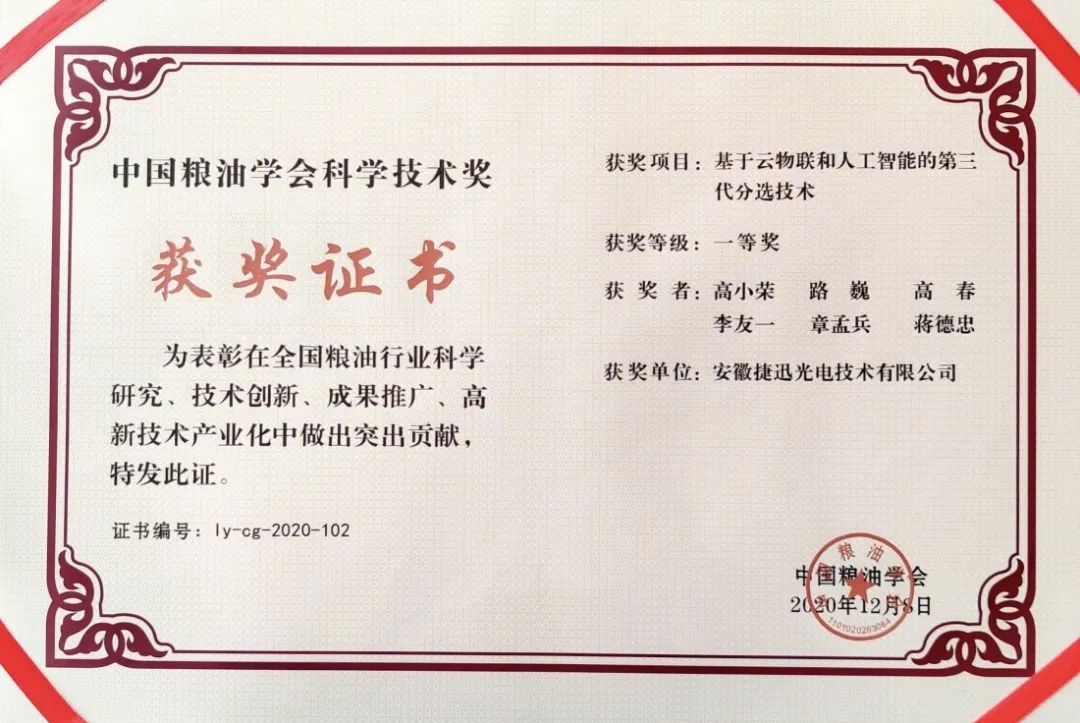 中国粮油学会科学技术奖
获奖证书
为表彰在全国粮油行业科学
研究、技术创新、成果推广、高
新技术产业化中做出突出贡献，
特发此证。
证书编号：ly-cg-2020-102
获奖项目：基于云物联和人工智能的第三
代分选技术
获奖等级：一等奖
获奖者：高小荣 路巍 高春
李友一 章孟兵 蒋德忠
获奖单位：安徽捷迅光电技术有限公司
中国粮油学会
2020年12月8日
中国粮油学会
1101020263084